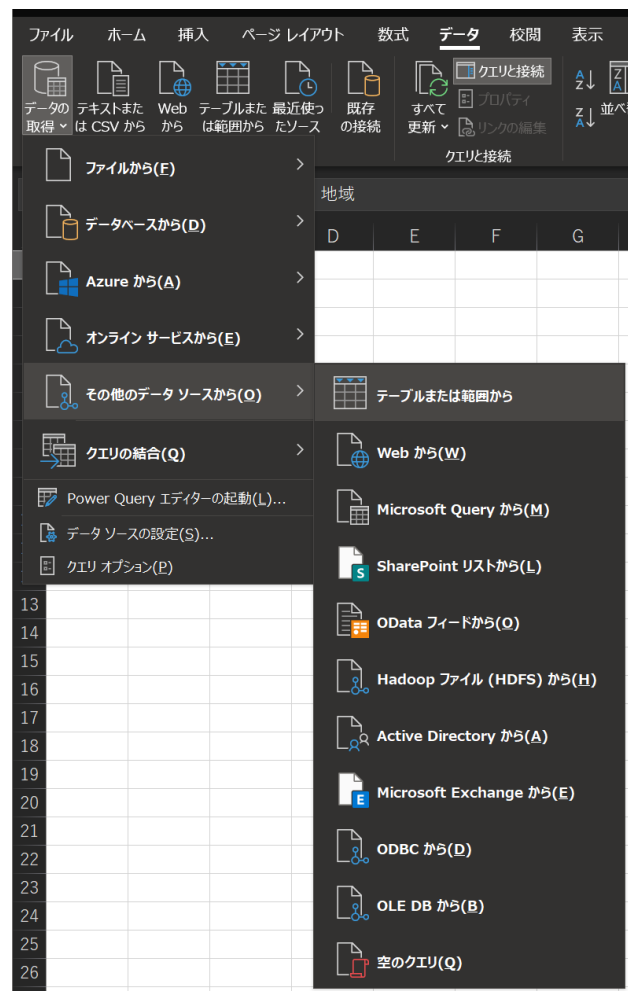 ファイル ホーム 挿入 ページ レイアウト 数式 データ 校閲 表示
データの取得 テキストまたは CSV から Web から テーブルまたは範囲から 最近使ったソース 既存の接続 すべて更新 クエリと接続
プロパティ
リンクの編集
並べ
クエリと接続
地域
D E F G
ファイルから(F)
データベースから(D)
Azure から(A)
オンライン サービスから(E)
その他のデータ ソースから(O)
クエリの結合(Q)
Power Query エディターの起動(L)...
データ ソースの設定(S)...
クエリ オプション(P)
テーブルまたは範囲から
Web から(W)
Microsoft Query から(M)
SharePoint リストから(L)
OData フィードから(O)
Hadoop ファイル (HDFS) から(H)
Active Directory から(A)
Microsoft Exchange から(E)
ODBC から(D)
OLE DB から(B)
空のクエリ(Q)
13
14
15
16
17
18
19
20
21
22
23
24
25
26